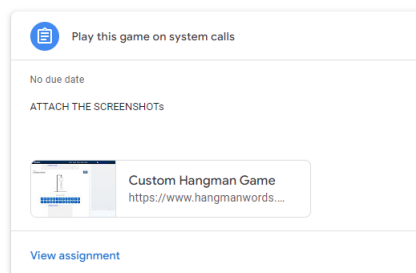 Play this game on system calls
No due date
ATTACH THE SCREENSHOTs
Custom Hangman Game
https://www.hangmanwords....
View assignment